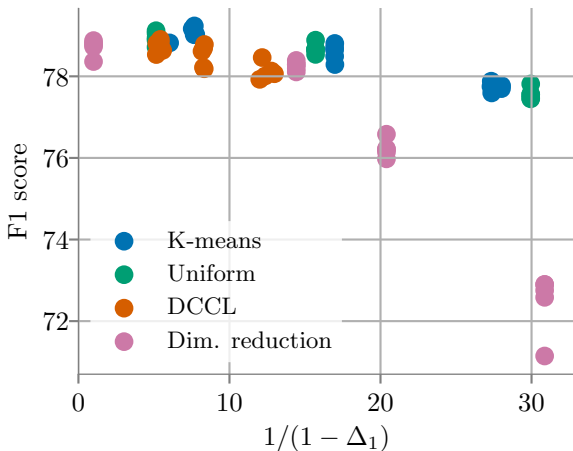 78
76
74
72
F1 score
K-means
Uniform
DCCL
Dim. reduction
0 10 20 30
1/(1 − Δ₁)